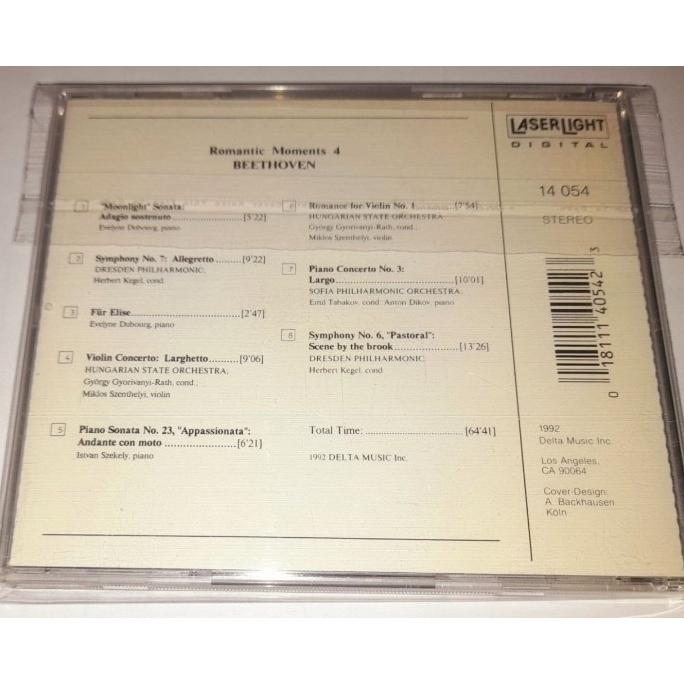 Romantic Moments 4
BEETHOVEN
1 "Moonlight" Sonata:
Adagio sostenuto..........[5'22]
Evelyne Dubourg, piano
2 Symphony No. 7: Allegretto........[9'22]
DRESDEN PHILHARMONIC,
Herbert Kegel, cond.
3 Für Elise..........[2'47]
Evelyne Dubourg, piano
4 Violin Concerto: Larghetto........[9'06]
HUNGARIAN STATE ORCHESTRA,
György Gyorivanyi-Rath, cond.;
Miklos Szenthelyi, violin
5 Piano Sonata No. 23, "Appassionata":
Andante con moto ..........[6'21]
Istvan Szekely, piano
6 Romance for Violin No. 1..........[7'54]
HUNGARIAN STATE ORCHESTRA
György Gyorivanyi-Rath, cond.;
Miklos Szenthelyi, violin
7 Piano Concerto No. 3:
Largo..........[10'01]
SOFIA PHILHARMONIC ORCHESTRA,
Emil Tabakov, cond. Anton Dikov, piano
8 Symphony No. 6, "Pastoral":
Scene by the brook..........[13'26]
DRESDEN PHILHARMONIC
Herbert Kegel, cond.
Total Time: ..........[64'41]
1992 DELTA MUSIC Inc.
LASERLIGHT
DIGITAL
14 054
STEREO
0 18111 40542 3
1992
Delta Music Inc.
Los Angeles,
CA 90064
Cover-Design:
A. Backhausen
Köln